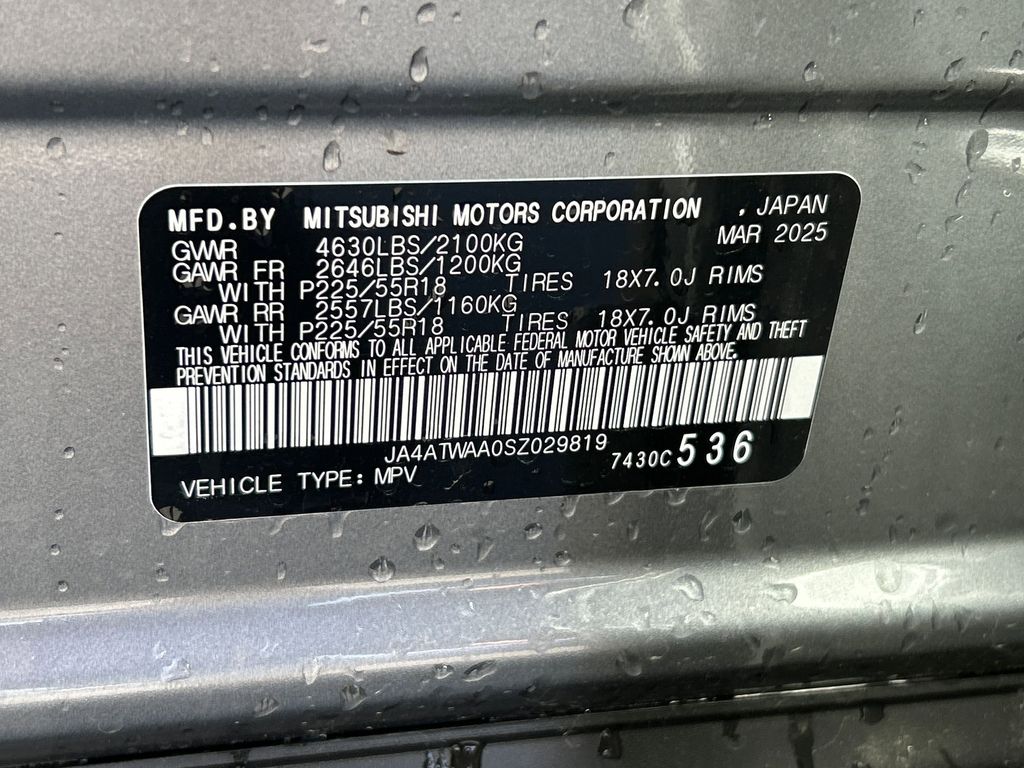 MFD.BY MITSUBISHI MOTORS CORPORATION , JAPAN
MAR 2025
GVWR 4630LBS/2100KG
GAWR FR 2646LBS/1200KG
WITH P225/55R18 TIRES 18X7.0J RIMS
GAWR RR 2557LBS/1160KG
WITH P225/55R18 TIRES 18X7.0J RIMS
THIS VEHICLE CONFORMS TO ALL APPLICABLE FEDERAL MOTOR VEHICLE SAFETY AND THEFT
PREVENTION STANDARDS IN EFFECT ON THE DATE OF MANUFACTURE SHOWN ABOVE.
JA4ATWAA0SZ029819
7430C 536
VEHICLE TYPE: MPV